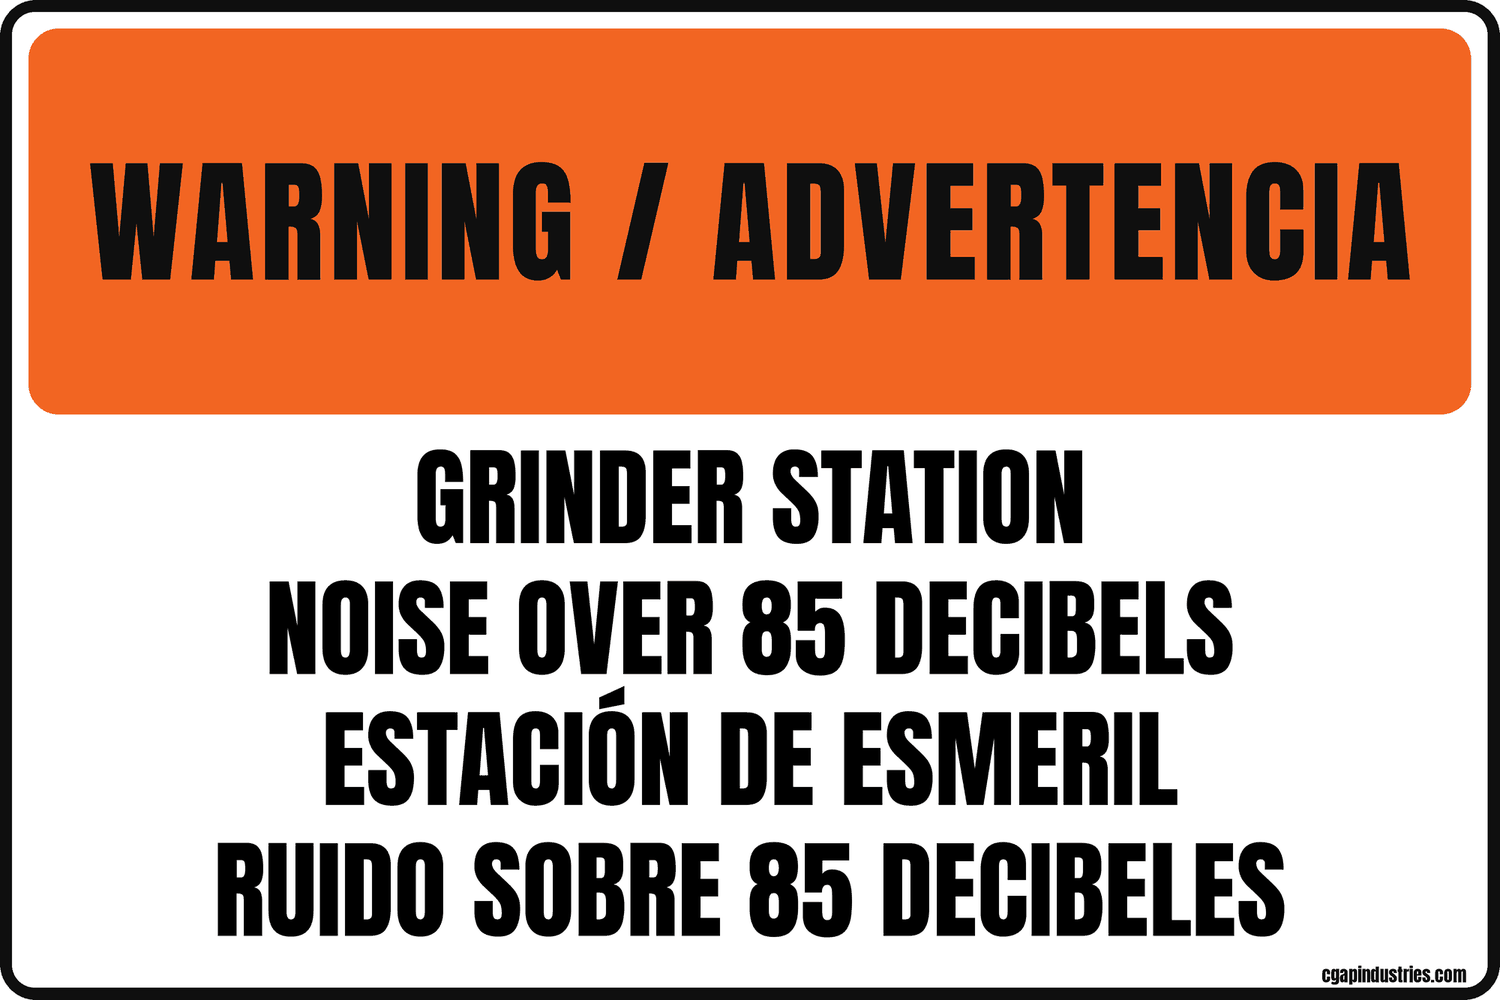 WARNING / ADVERTENCIA
GRINDER STATION
NOISE OVER 85 DECIBELS
ESTACIÓN DE ESMERIL
RUIDO SOBRE 85 DECIBELES
cgapindustries.com